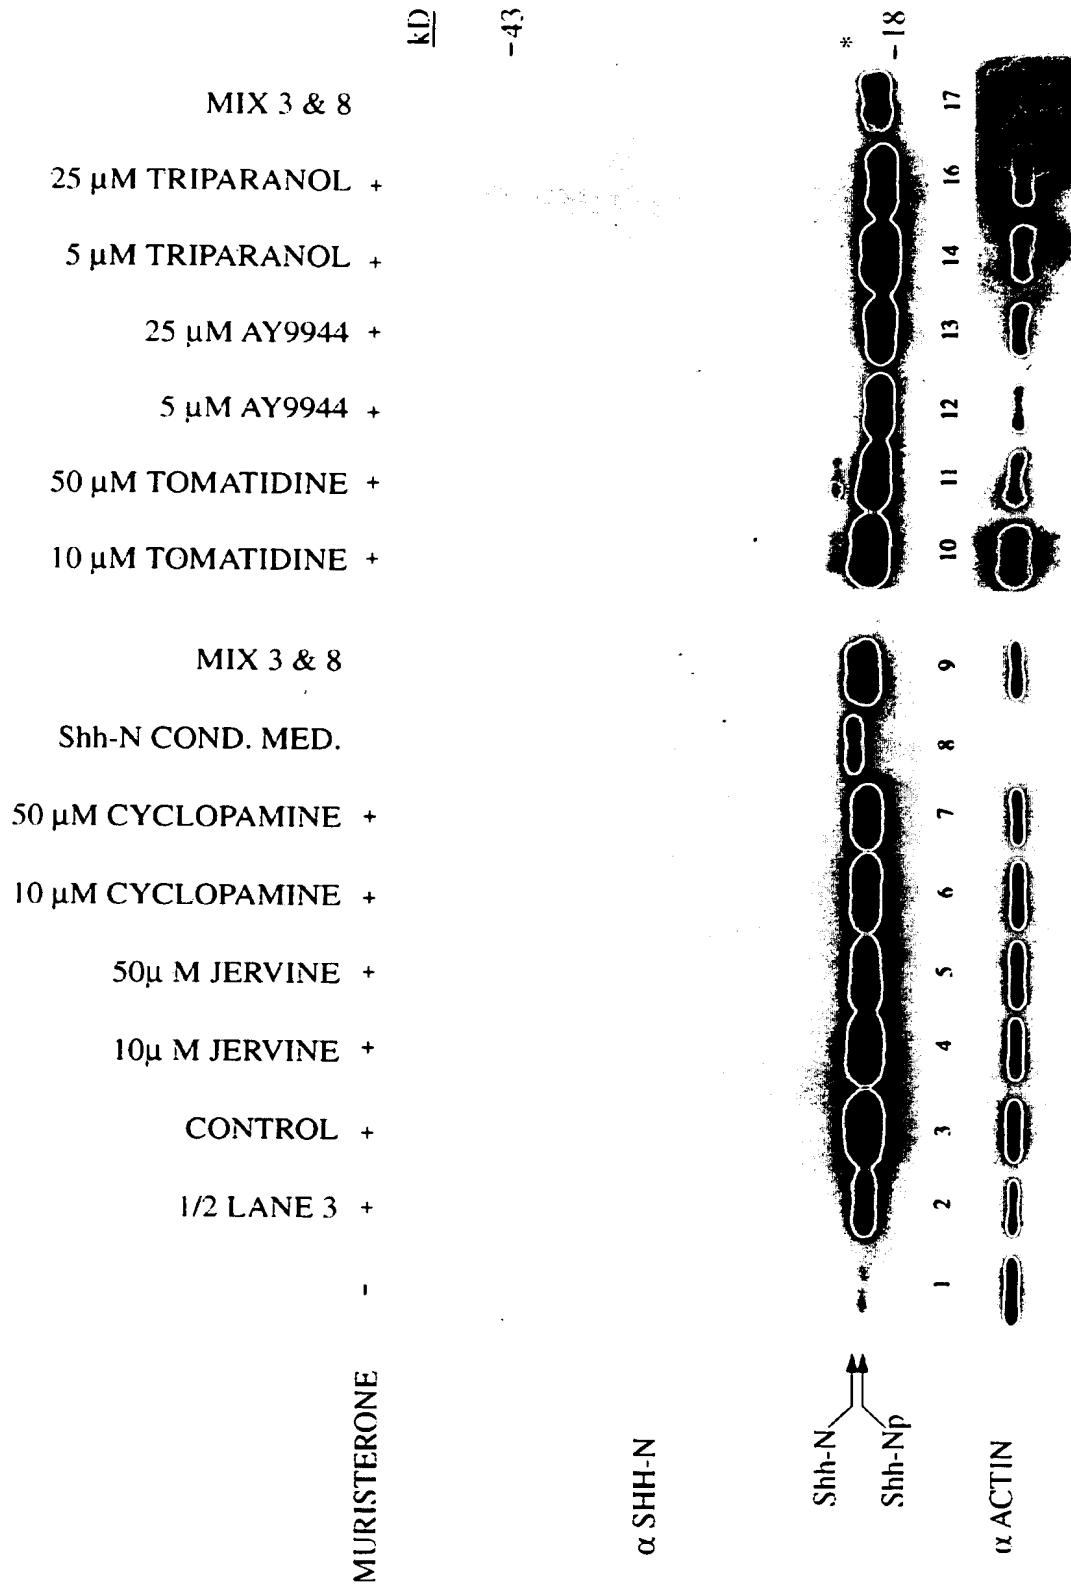 kD
-43
*
-18
MIX 3 & 8
25 μM TRIPARANOL +
5 μM TRIPARANOL +
25 μM AY9944 +
5 μM AY9944 +
50 μM TOMATIDINE +
10 μM TOMATIDINE +
MIX 3 & 8
Shh-N COND. MED.
50 μM CYCLOPAMINE +
10 μM CYCLOPAMINE +
50μ M JERVINE +
10μ M JERVINE +
CONTROL +
1/2 LANE 3 +
-
MURISTERONE
α SHH-N
Shh-N
Shh-Np
α ACTIN
17
16
14
13
12
11
10
9
8
7
6
5
4
3
2
1